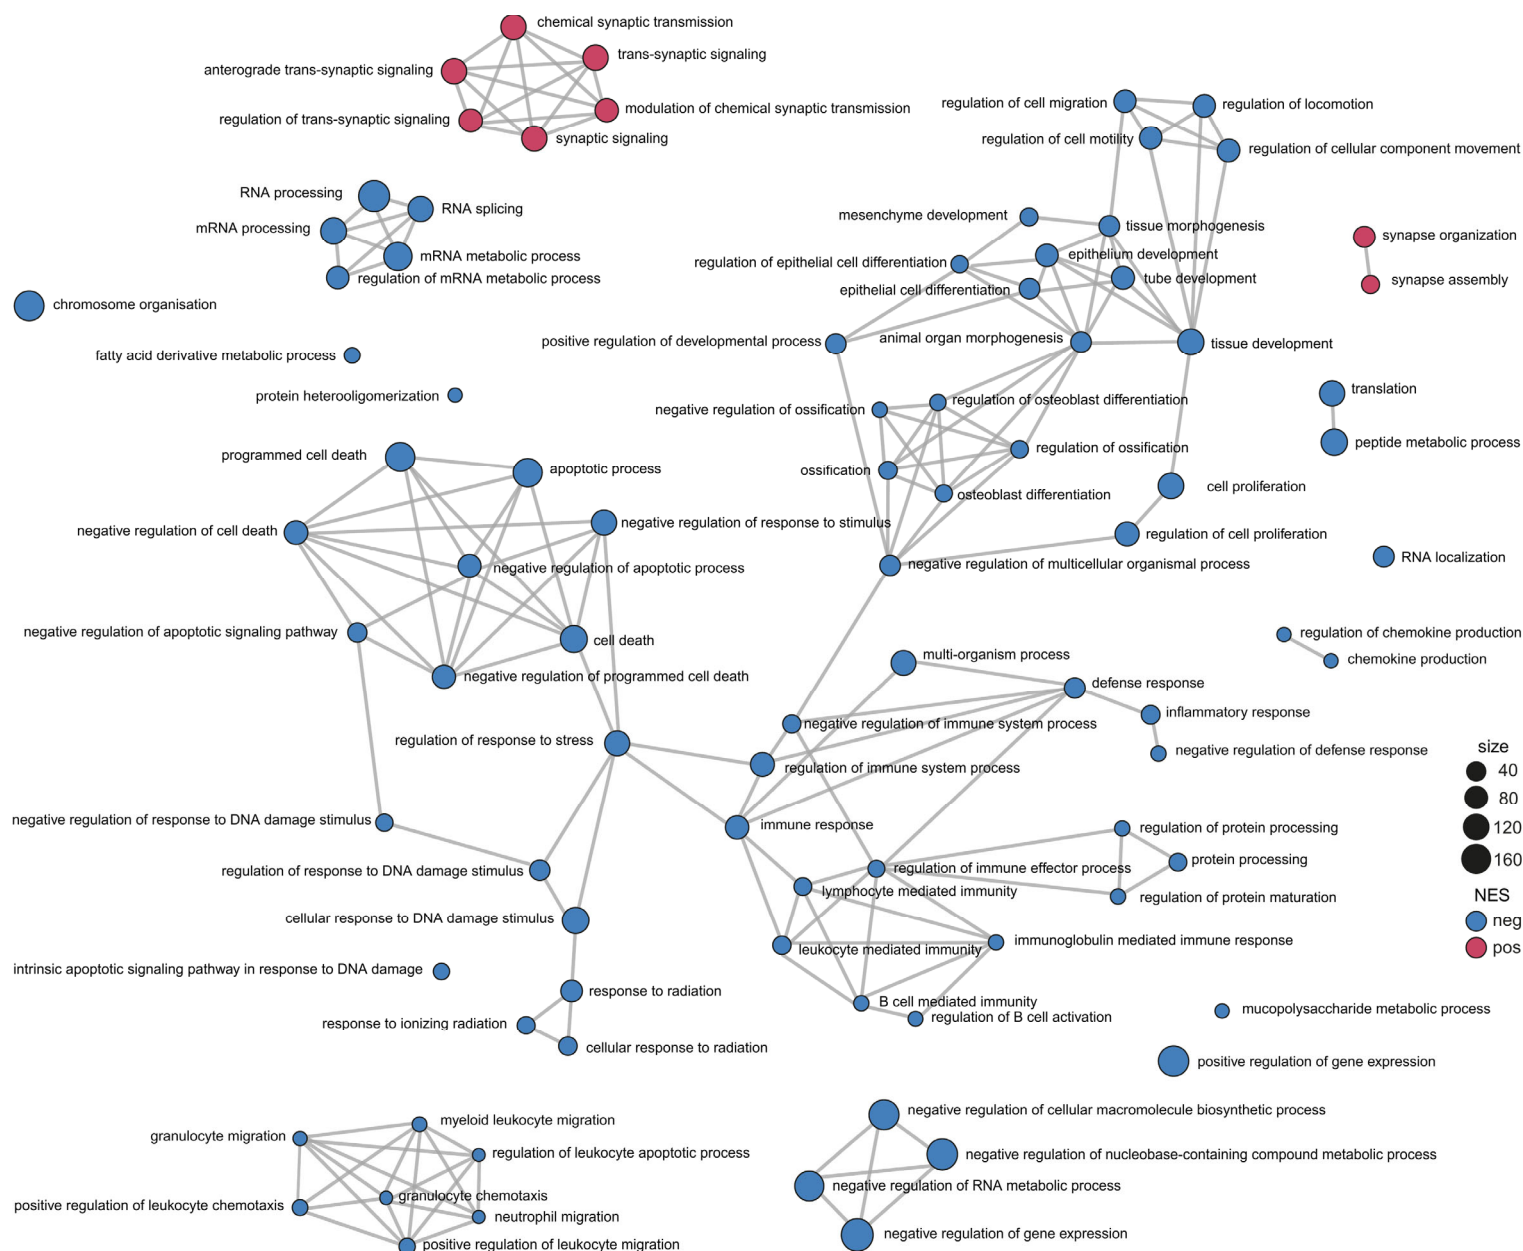 chemical synaptic transmission
trans-synaptic signaling
anterograde trans-synaptic signaling
modulation of chemical synaptic transmission
regulation of trans-synaptic signaling
synaptic signaling
regulation of cell migration
regulation of locomotion
regulation of cell motility
regulation of cellular component movement
RNA processing
RNA splicing
mRNA processing
mRNA metabolic process
regulation of mRNA metabolic process
mesenchyme development
tissue morphogenesis
synapse organization
epithelium development
regulation of epithelial cell differentiation
tube development
synapse assembly
epithelial cell differentiation
chromosome organisation
positive regulation of developmental process
animal organ morphogenesis
tissue development
fatty acid derivative metabolic process
protein heterooligomerization
translation
regulation of osteoblast differentiation
negative regulation of ossification
peptide metabolic process
regulation of ossification
programmed cell death
apoptotic process
ossification
cell proliferation
osteoblast differentiation
negative regulation of cell death
negative regulation of response to stimulus
regulation of cell proliferation
RNA localization
negative regulation of apoptotic process
negative regulation of multicellular organismal process
negative regulation of apoptotic signaling pathway
cell death
regulation of chemokine production
chemokine production
multi-organism process
negative regulation of programmed cell death
defense response
inflammatory response
negative regulation of immune system process
regulation of response to stress
negative regulation of defense response
regulation of immune system process
size
40
80
120
160
negative regulation of response to DNA damage stimulus
immune response
regulation of protein processing
regulation of response to DNA damage stimulus
regulation of immune effector process
protein processing
lymphocyte mediated immunity
regulation of protein maturation
NES
neg
pos
cellular response to DNA damage stimulus
leukocyte mediated immunity
immunoglobulin mediated immune response
intrinsic apoptotic signaling pathway in response to DNA damage
response to radiation
B cell mediated immunity
regulation of B cell activation
mucopolysaccharide metabolic process
response to ionizing radiation
cellular response to radiation
positive regulation of gene expression
myeloid leukocyte migration
negative regulation of cellular macromolecule biosynthetic process
granulocyte migration
regulation of leukocyte apoptotic process
negative regulation of nucleobase-containing compound metabolic process
negative regulation of RNA metabolic process
granulocyte chemotaxis
positive regulation of leukocyte chemotaxis
neutrophil migration
negative regulation of gene expression
positive regulation of leukocyte migration